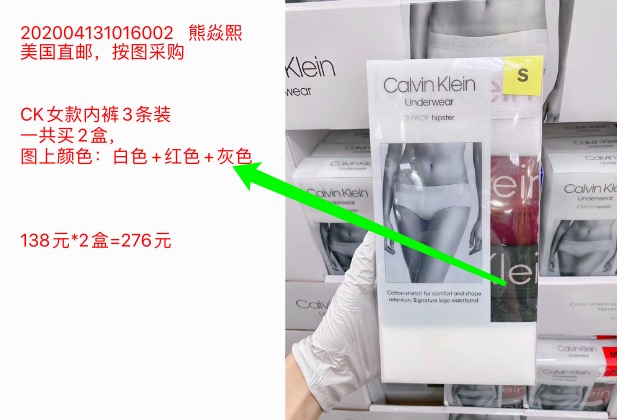 202004131016002 熊焱熙
美国直邮，按图采购
CK女款内裤3条装
一共买2盒，
图上颜色：白色+红色+灰色
138元*2盒=276元
Klein
wear
S
Calvin Klein
Underwear
3 PACK hipster
ein
Klein
Cotton stretch for comfort and shape
retention. Signature logo waistband
Calvin Klein
Underwear
Calvin Klein
Underwear
Calvin Klein
Underwear